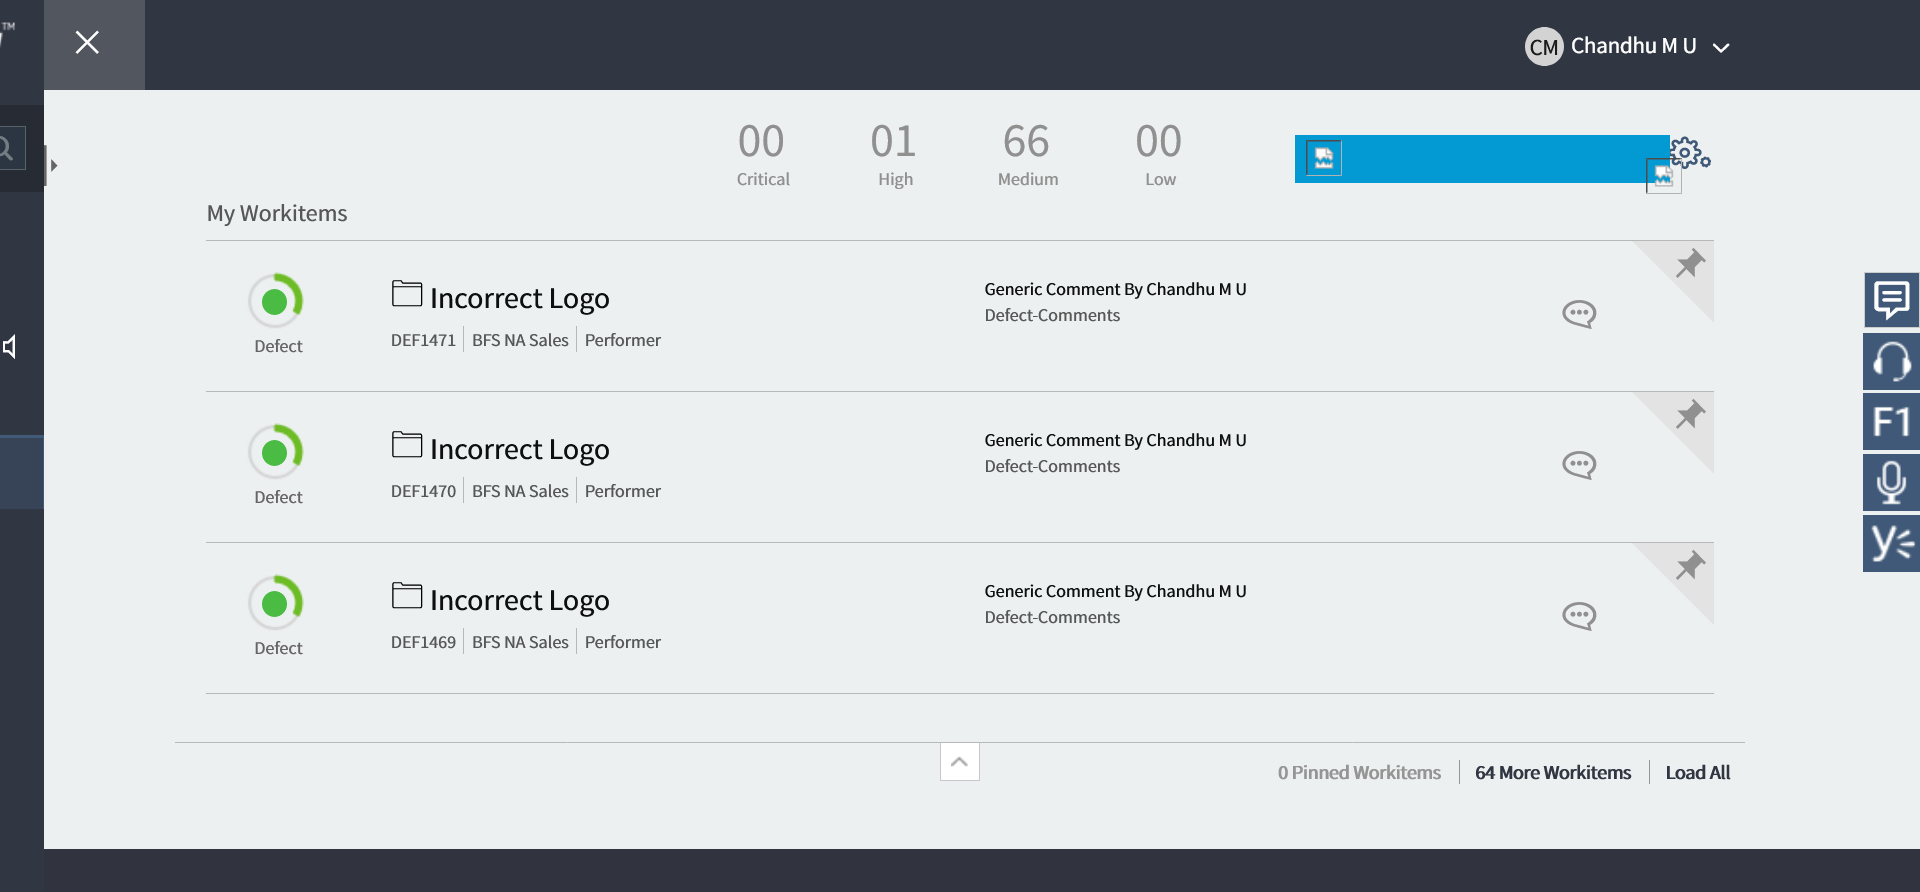 TM
CM Chandhu M U
00 01 66 00
Critical High Medium Low
My Workitems
Incorrect Logo
DEF1471 BFS NA Sales Performer
Defect
Generic Comment By Chandhu M U
Defect-Comments
Incorrect Logo
DEF1470 BFS NA Sales Performer
Defect
Generic Comment By Chandhu M U
Defect-Comments
Incorrect Logo
DEF1469 BFS NA Sales Performer
Defect
Generic Comment By Chandhu M U
Defect-Comments
F1
y
0 Pinned Workitems 64 More Workitems Load All